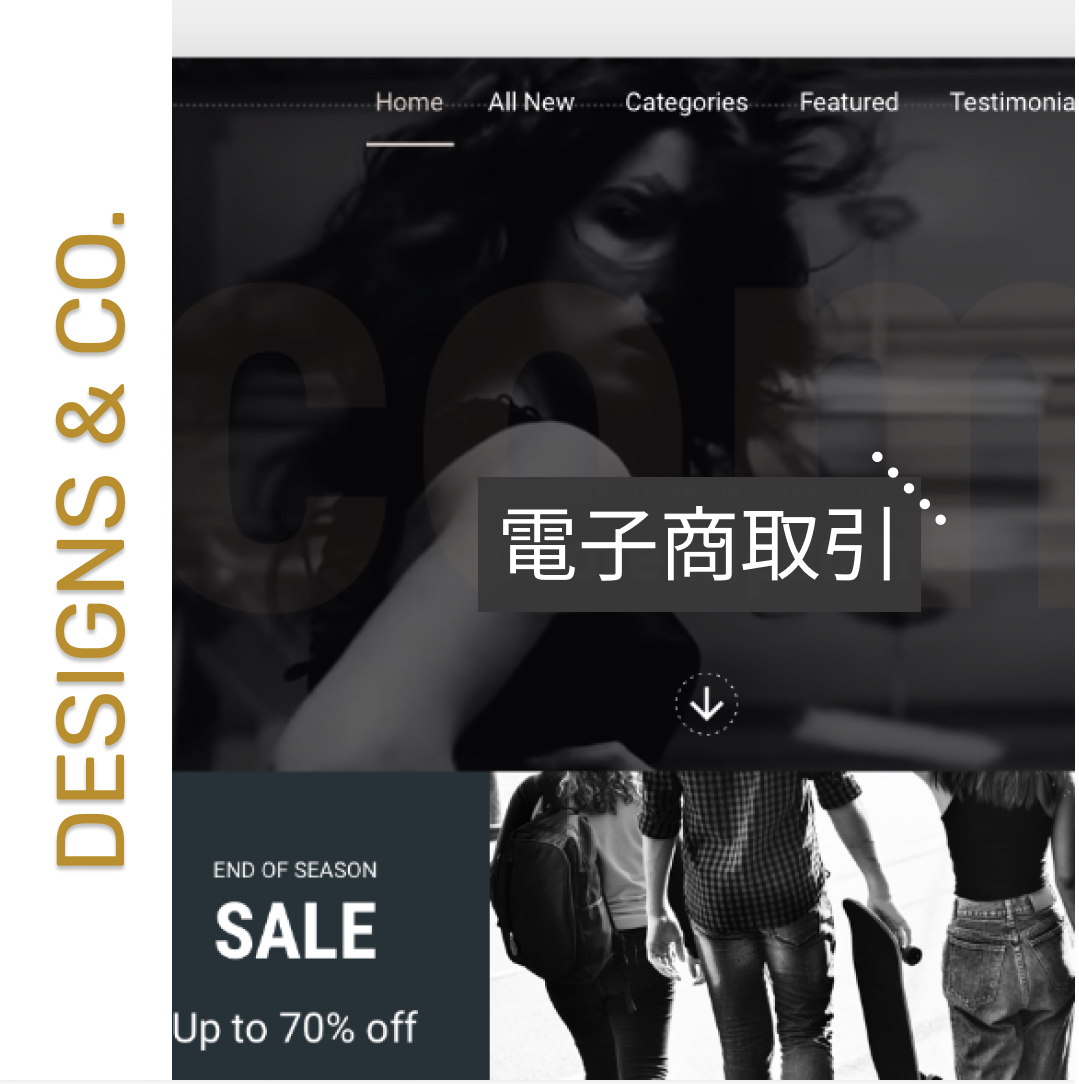 DESIGNS & CO.
Home All New Categories Featured Testimonia
com
電子商取引
END OF SEASON
SALE
Up to 70% off